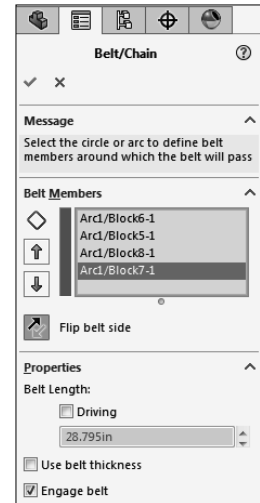 Belt/Chain
Message
Select the circle or arc to define belt
members around which the belt will pass
Belt Members
Arc1/Block6-1
Arc1/Block5-1
Arc1/Block8-1
Arc1/Block7-1
Flip belt side
Properties
Belt Length:
Driving
28.795in
Use belt thickness
Engage belt